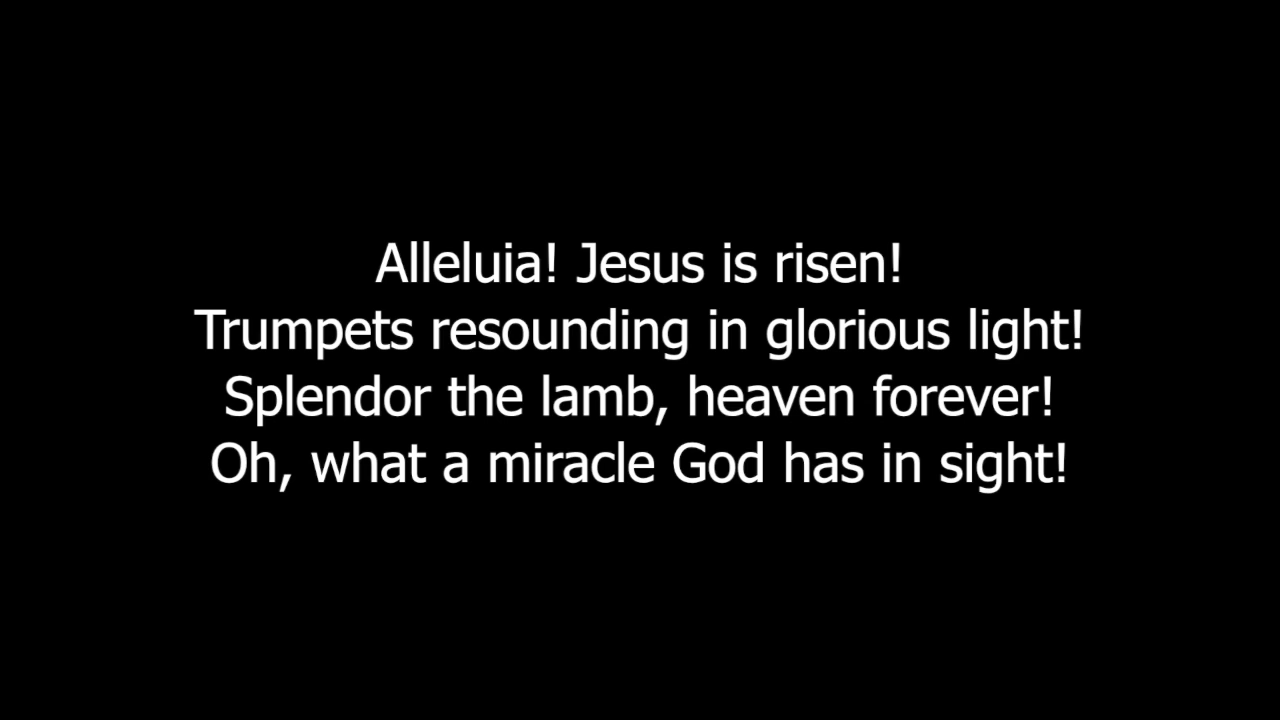 Alleluia! Jesus is risen!
Trumpets resounding in glorious light!
Splendor the lamb, heaven forever!
Oh, what a miracle God has in sight!